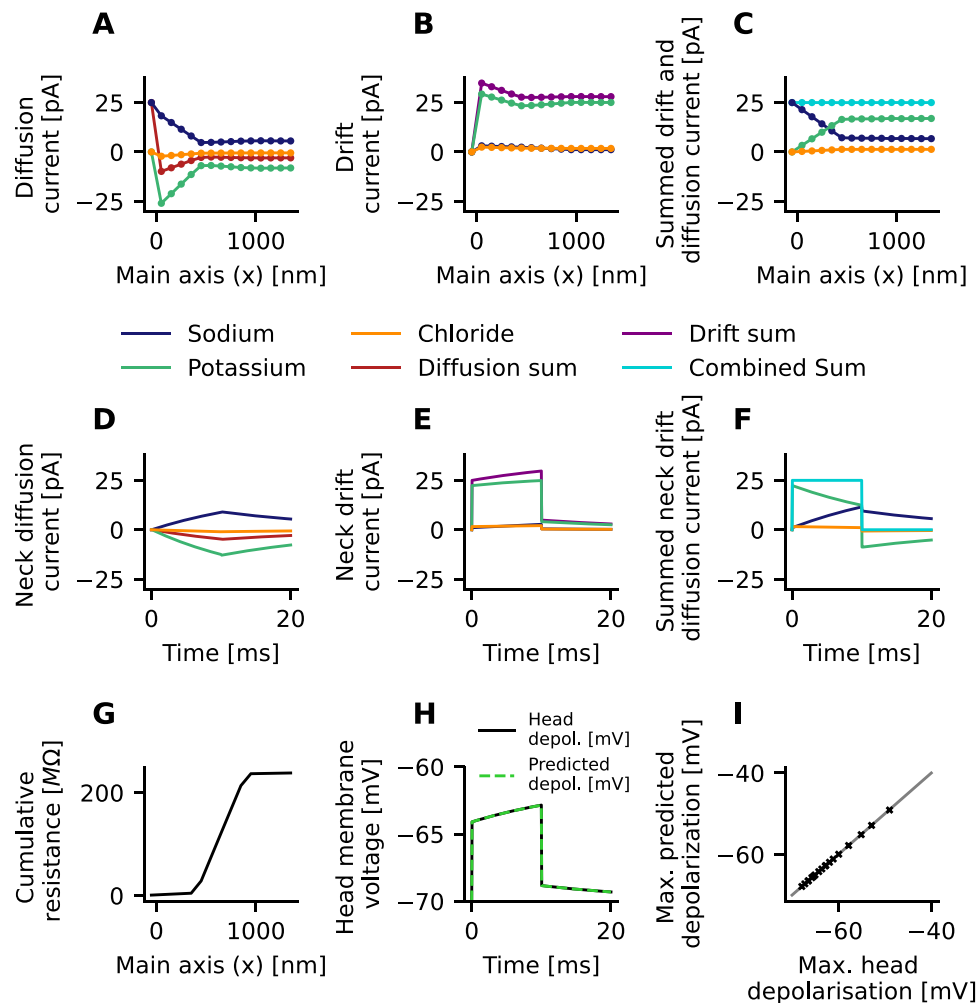 A
Diffusion
current [pA]
25
0
−25
0
1000
Main axis (x) [nm]
B
Drift
current [pA]
25
0
−25
0
1000
Main axis (x) [nm]
C
Summed drift and
diffusion current [pA]
25
0
−25
0
1000
Main axis (x) [nm]
Sodium
Chloride
Drift sum
Potassium
Diffusion sum
Combined Sum
D
Neck diffusion
current [pA]
25
0
−25
0
20
Time [ms]
E
Neck drift
current [pA]
25
0
−25
0
20
Time [ms]
F
Summed neck drift
diffusion current [pA]
25
0
−25
0
20
Time [ms]
G
Cumulative
resistance [MΩ]
200
0
0
1000
Main axis (x) [nm]
H
Head
depol. [mV]
Predicted
depol. [mV]
Head membrane
voltage [mV]
−60
−65
−70
0
20
Time [ms]
I
Max. predicted
depolarization [mV]
−40
−60
−60
−40
Max. head
depolarisation [mV]